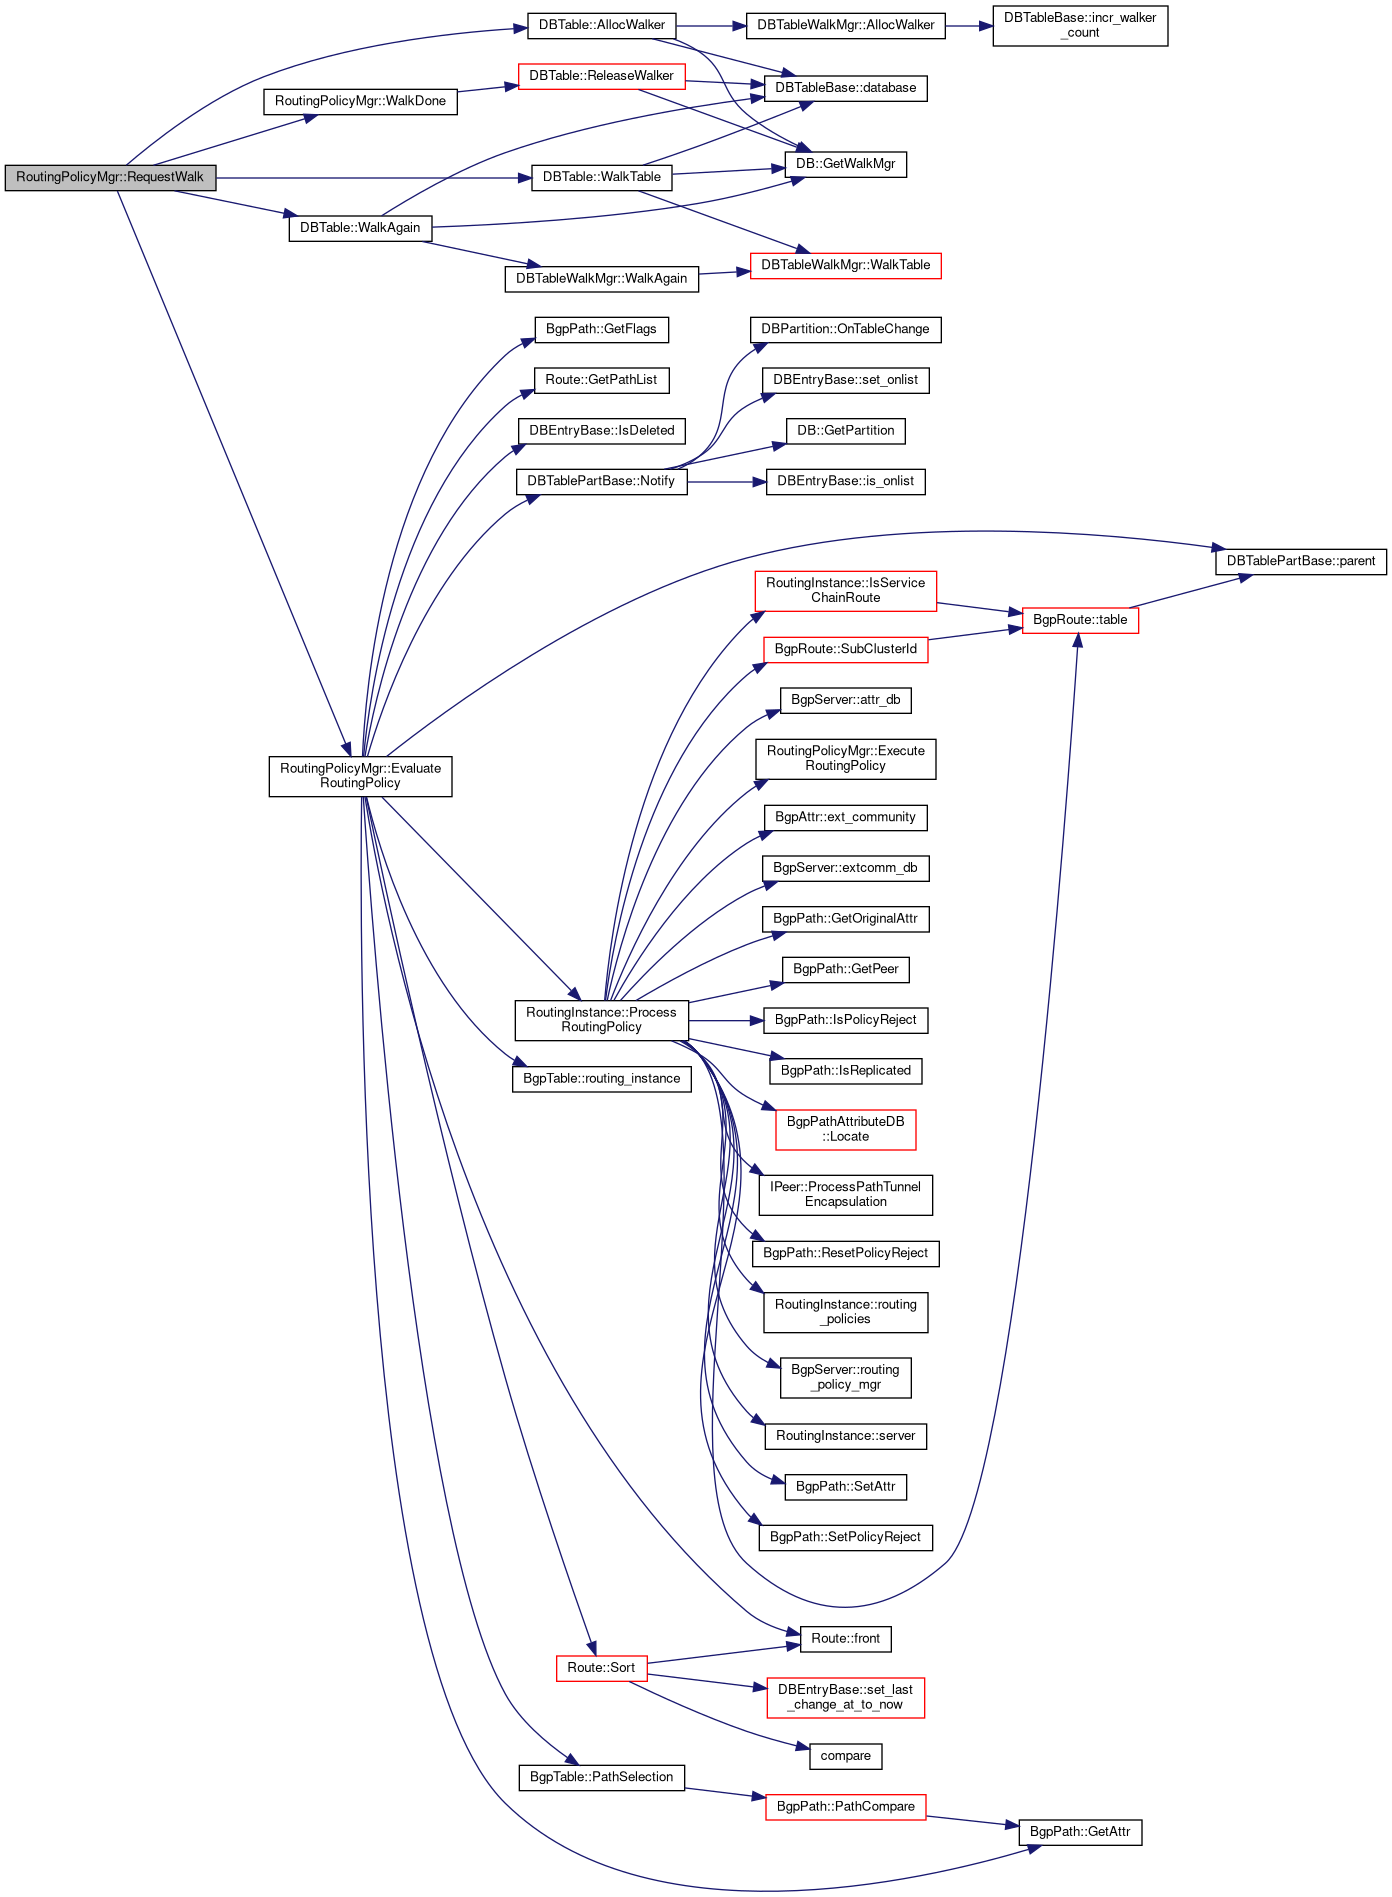 DBTable::AllocWalker
DBTableWalkMgr::AllocWalker
DBTableBase::incr_walker
_count
DBTable::ReleaseWalker
DBTableBase::database
RoutingPolicyMgr::WalkDone
DB::GetWalkMgr
RoutingPolicyMgr::RequestWalk
DBTable::WalkTable
DBTable::WalkAgain
DBTableWalkMgr::WalkTable
DBTableWalkMgr::WalkAgain
BgpPath::GetFlags
DBPartition::OnTableChange
Route::GetPathList
DBEntryBase::set_onlist
DBEntryBase::IsDeleted
DB::GetPartition
DBTablePartBase::Notify
DBEntryBase::is_onlist
DBTablePartBase::parent
RoutingInstance::IsService
ChainRoute
BgpRoute::table
BgpRoute::SubClusterId
BgpServer::attr_db
RoutingPolicyMgr::Execute
RoutingPolicy
RoutingPolicyMgr::Evaluate
RoutingPolicy
BgpAttr::ext_community
BgpServer::extcomm_db
BgpPath::GetOriginalAttr
BgpPath::GetPeer
RoutingInstance::Process
RoutingPolicy
BgpPath::IsPolicyReject
BgpPath::IsReplicated
BgpTable::routing_instance
BgpPathAttributeDB
::Locate
IPeer::ProcessPathTunnel
Encapsulation
BgpPath::ResetPolicyReject
RoutingInstance::routing
_policies
BgpServer::routing
_policy_mgr
RoutingInstance::server
BgpPath::SetAttr
BgpPath::SetPolicyReject
Route::front
Route::Sort
DBEntryBase::set_last
_change_at_to_now
compare
BgpTable::PathSelection
BgpPath::PathCompare
BgpPath::GetAttr